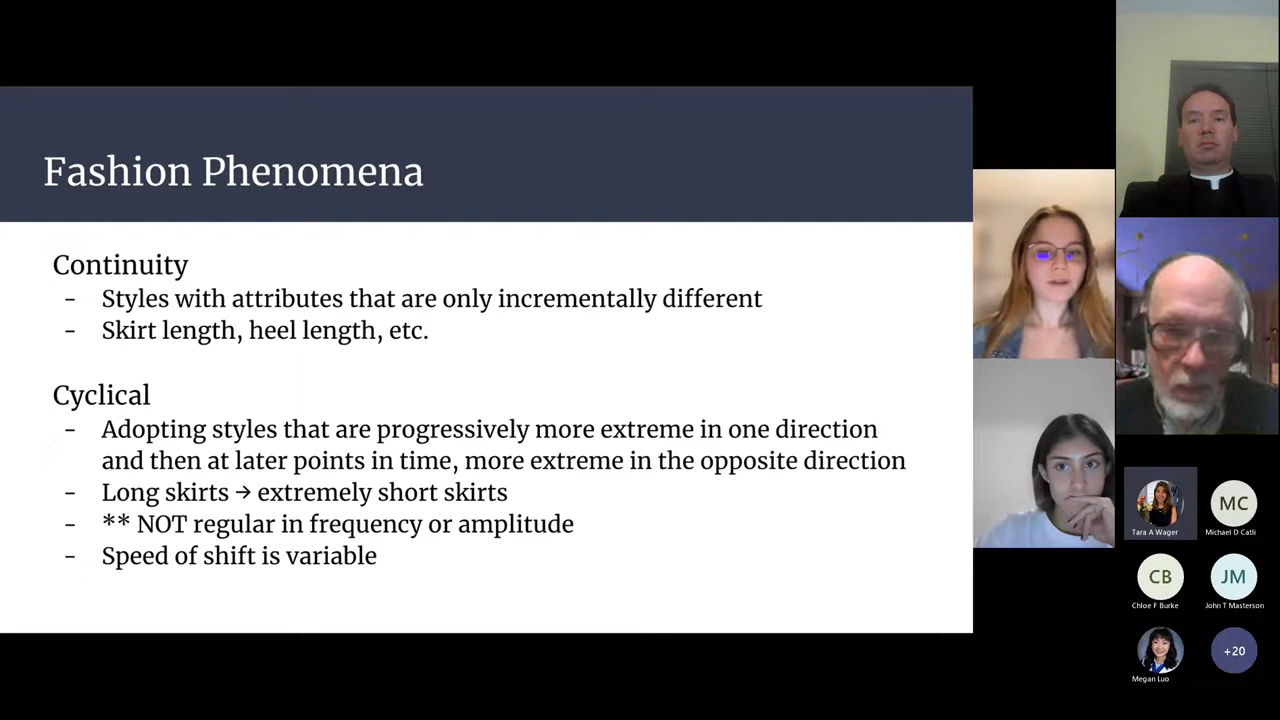 Fashion Phenomena
Continuity
- Styles with attributes that are only incrementally different
- Skirt length, heel length, etc.
Cyclical
- Adopting styles that are progressively more extreme in one direction
and then at later points in time, more extreme in the opposite direction
- Long skirts → extremely short skirts
- ** NOT regular in frequency or amplitude
- Speed of shift is variable
Tara A Wager
MC
Michael D Catli
CB
Chloe F Burke
JM
John T Masterson
Megan Luo
+20